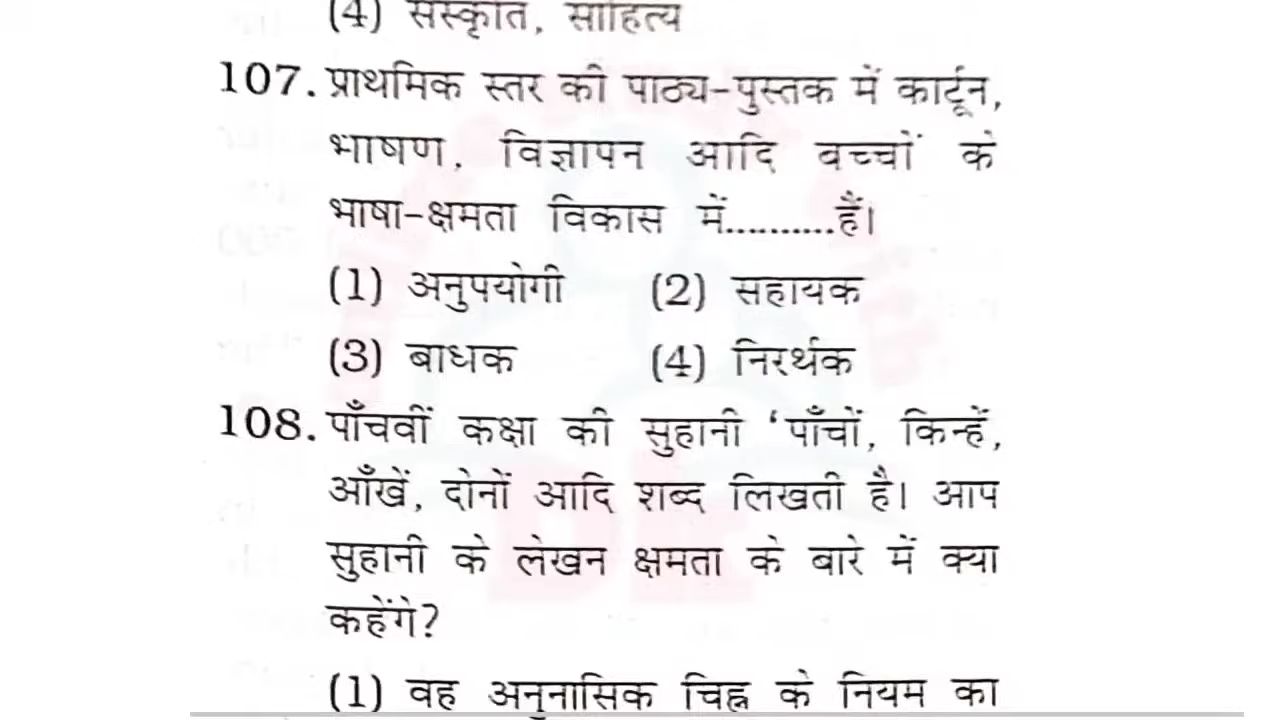 (4) संस्कृति, साहित्य
107. प्राथमिक स्तर की पाठ्य-पुस्तक में कार्टून,
भाषण, विज्ञापन आदि बच्चों के
भाषा-क्षमता विकास में..........हैं।
(1) अनुपयोगी (2) सहायक
(3) बाधक (4) निरर्थक
108. पाँचवीं कक्षा की सुहानी 'पाँचों, किन्हें,
आँखें, दोनों आदि शब्द लिखती है। आप
सुहानी के लेखन क्षमता के बारे में क्या
कहेंगे?
(1) वह अनुनासिक चिह्न के नियम का